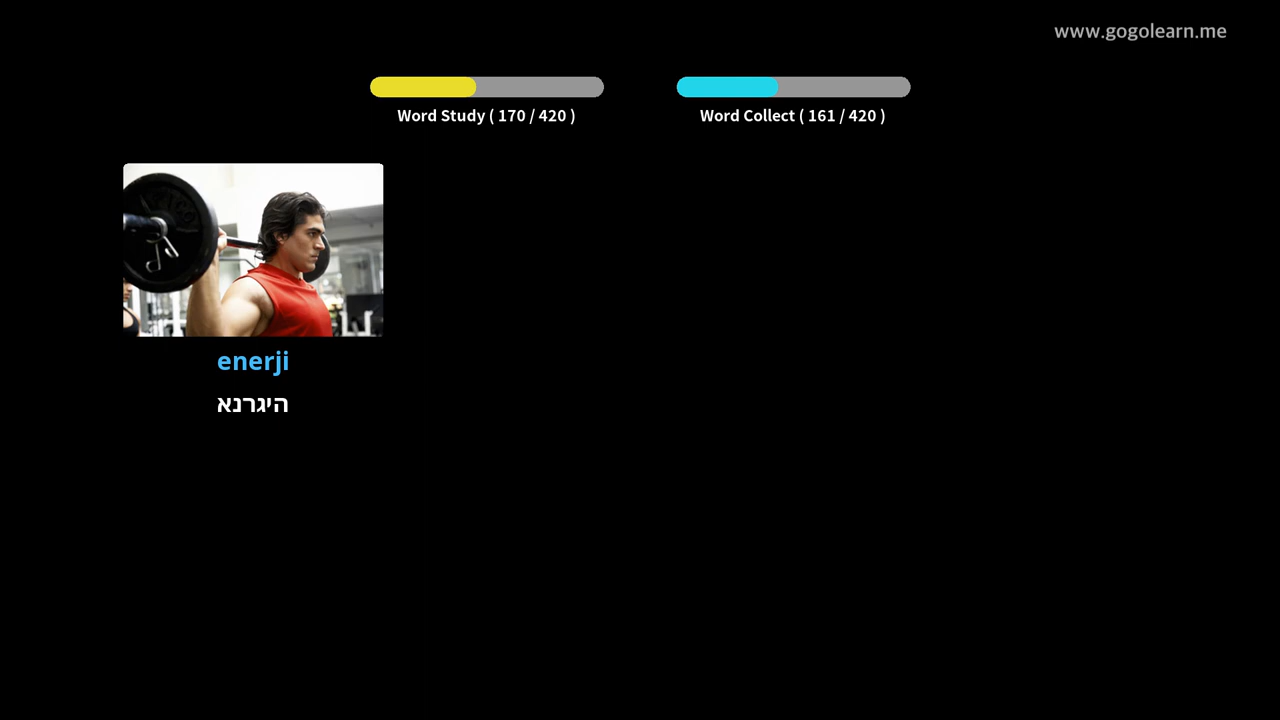 www.gogolearn.me
Word Study ( 170 / 420 )
Word Collect ( 161 / 420 )
enerji
היגרנא